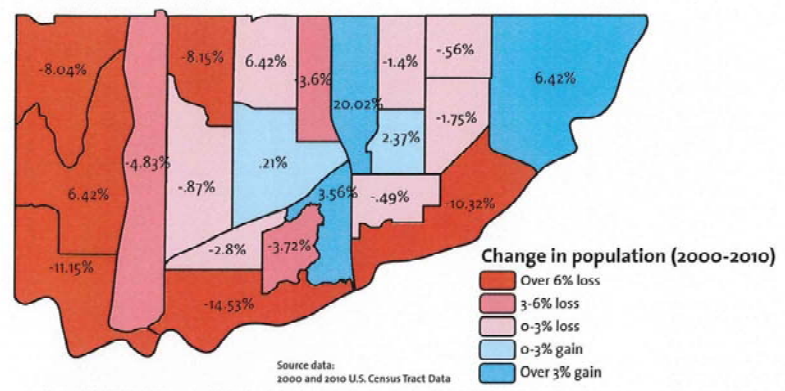 -8.04%
-8.15%
6.42%
-3.6%
20.02%
-1.4%
-.56%
6.42%
-1.75%
2.37%
-4.83%
.21%
-.87%
6.42%
3.56%
-.49%
-10.32%
-2.8%
-3.72%
-11.15%
-14.53%
Change in population (2000-2010)
Over 6% loss
3-6% loss
0-3% loss
0-3% gain
Over 3% gain
Source data:
2000 and 2010 U.S. Census Tract Data